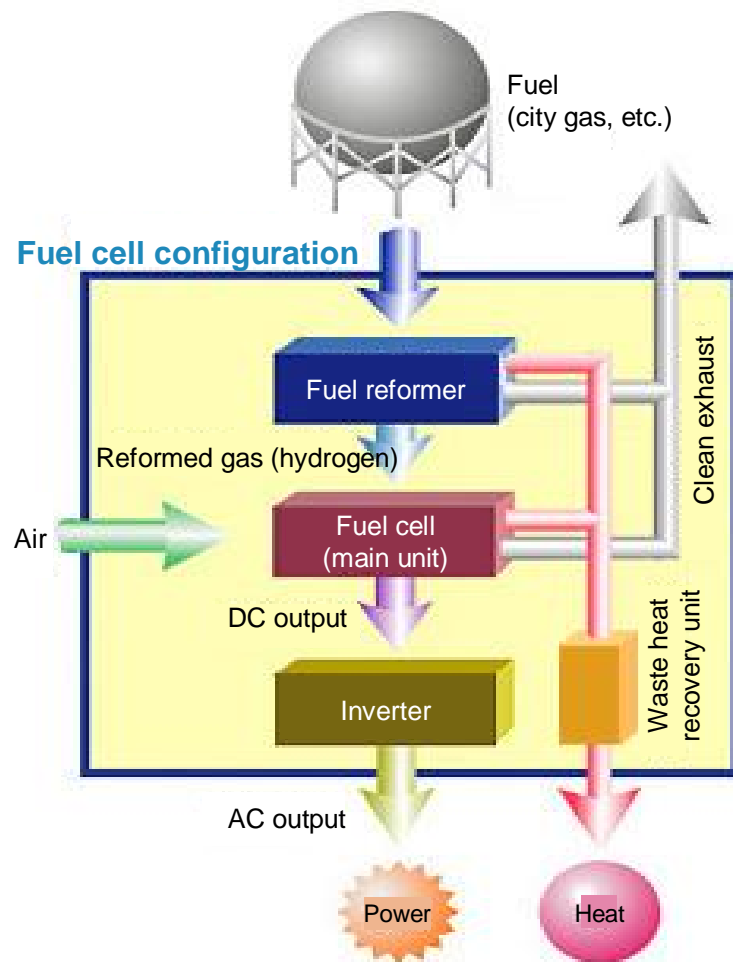 Fuel
(city gas, etc.)
Fuel cell configuration
Fuel reformer
Clean exhaust
Reformed gas (hydrogen)
Air
Fuel cell
(main unit)
DC output
Waste heat
recovery unit
Inverter
AC output
Power
Heat